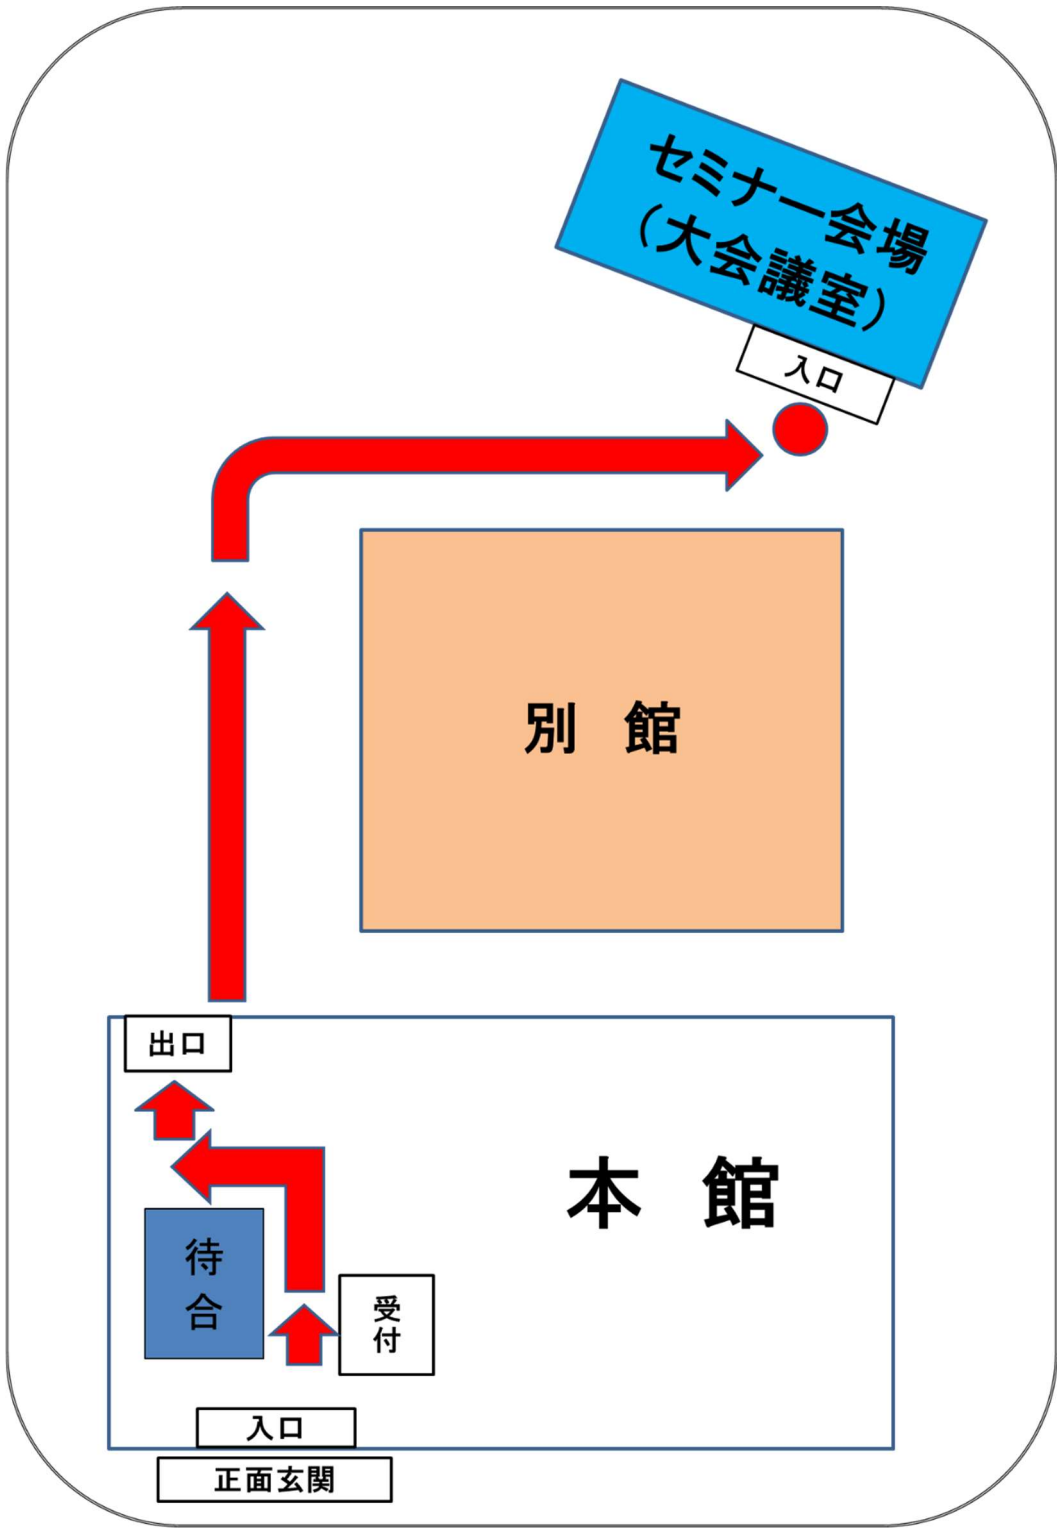 セミナー会場
（大会議室）
入口
別 館
出口
本 館
待
合
受
付
入口
正面玄関